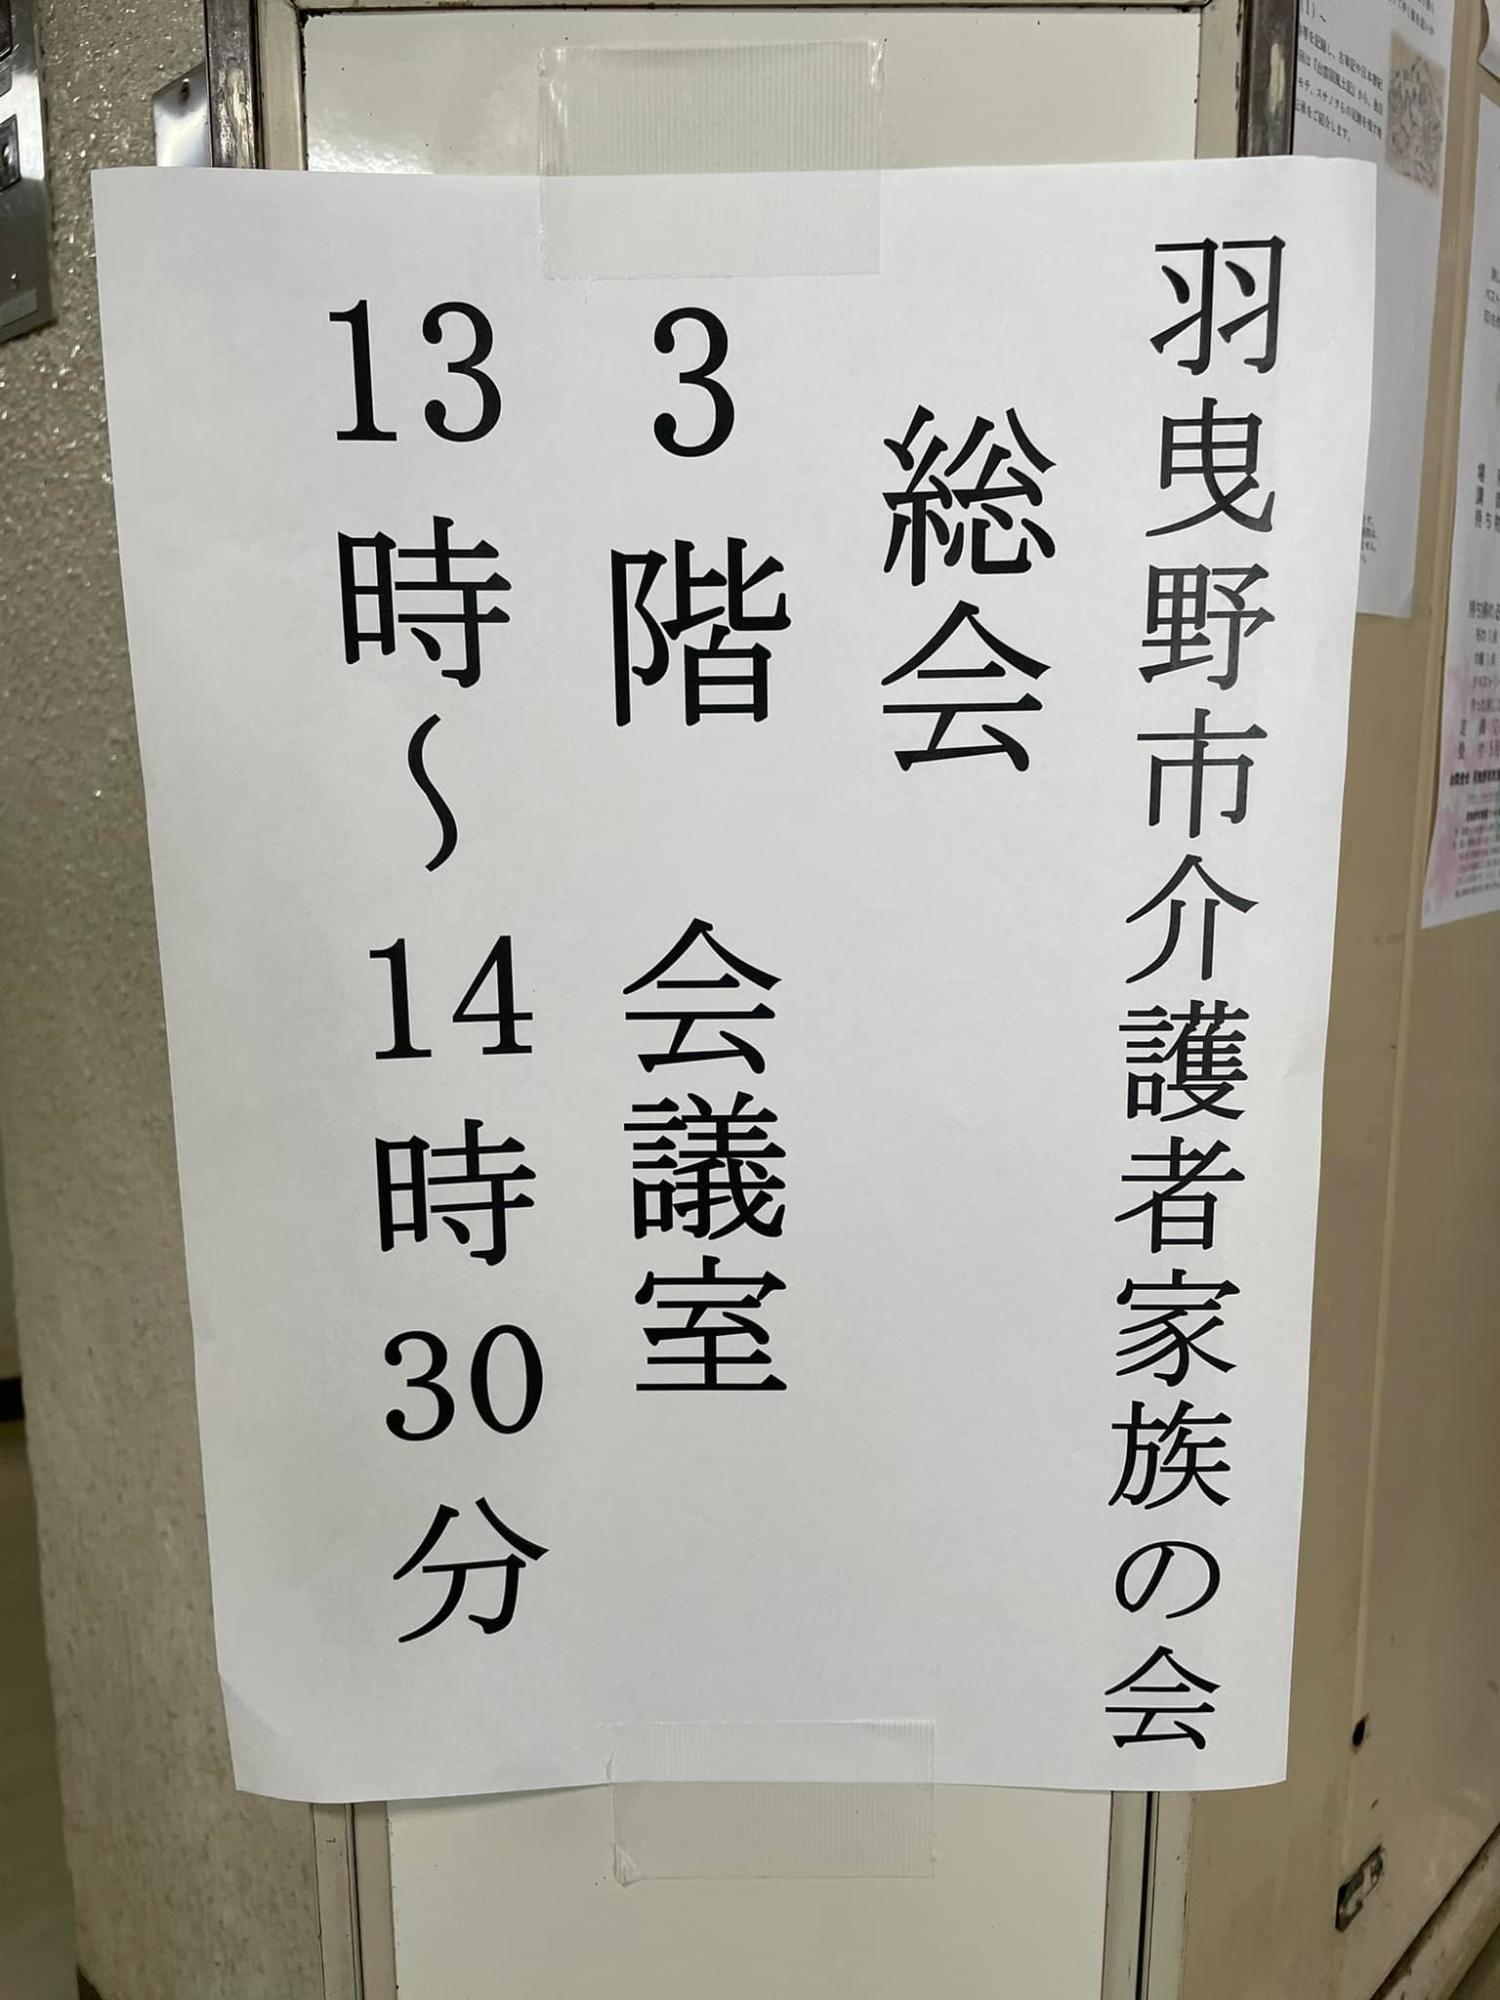 羽曳野市介護者家族の会
総会
3階　会議室
13時～14時30分